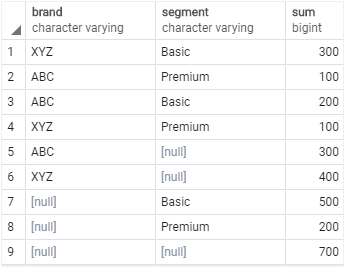 brand segment sum
character varying character varying bigint
1 XYZ Basic 300
2 ABC Premium 100
3 ABC Basic 200
4 XYZ Premium 100
5 ABC [null] 300
6 XYZ [null] 400
7 [null] Basic 500
8 [null] Premium 200
9 [null] [null] 700